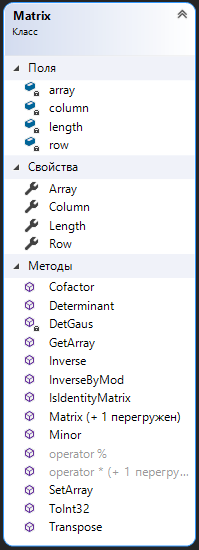 Matrix
Класс
Поля
array
column
length
row
Свойства
Array
Column
Length
Row
Методы
Cofactor
Determinant
DetGaus
GetArray
Inverse
InverseByMod
IsIdentityMatrix
Matrix (+ 1 перегружен)
Minor
operator %
operator * (+ 1 перегру...
SetArray
ToInt32
Transpose